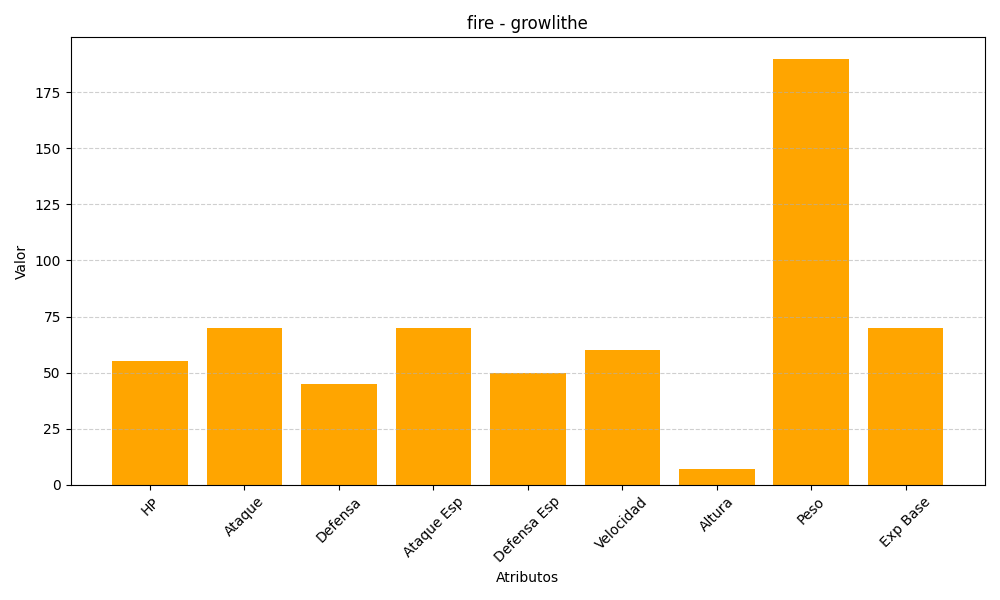 fire - growlithe
Valor
175
150
125
100
75
50
25
0
HP
Ataque
Defensa
Ataque Esp
Defensa Esp
Velocidad
Altura
Peso
Exp Base
Atributos